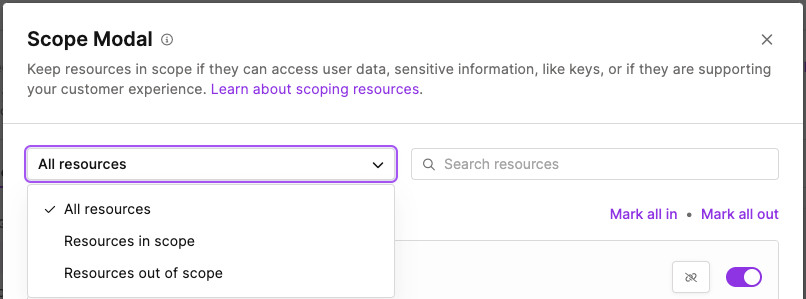 Scope Modal
Keep resources in scope if they can access user data, sensitive information, like keys, or if they are supporting
your customer experience. Learn about scoping resources.
All resources
Search resources
All resources
Mark all in • Mark all out
Resources in scope
Resources out of scope